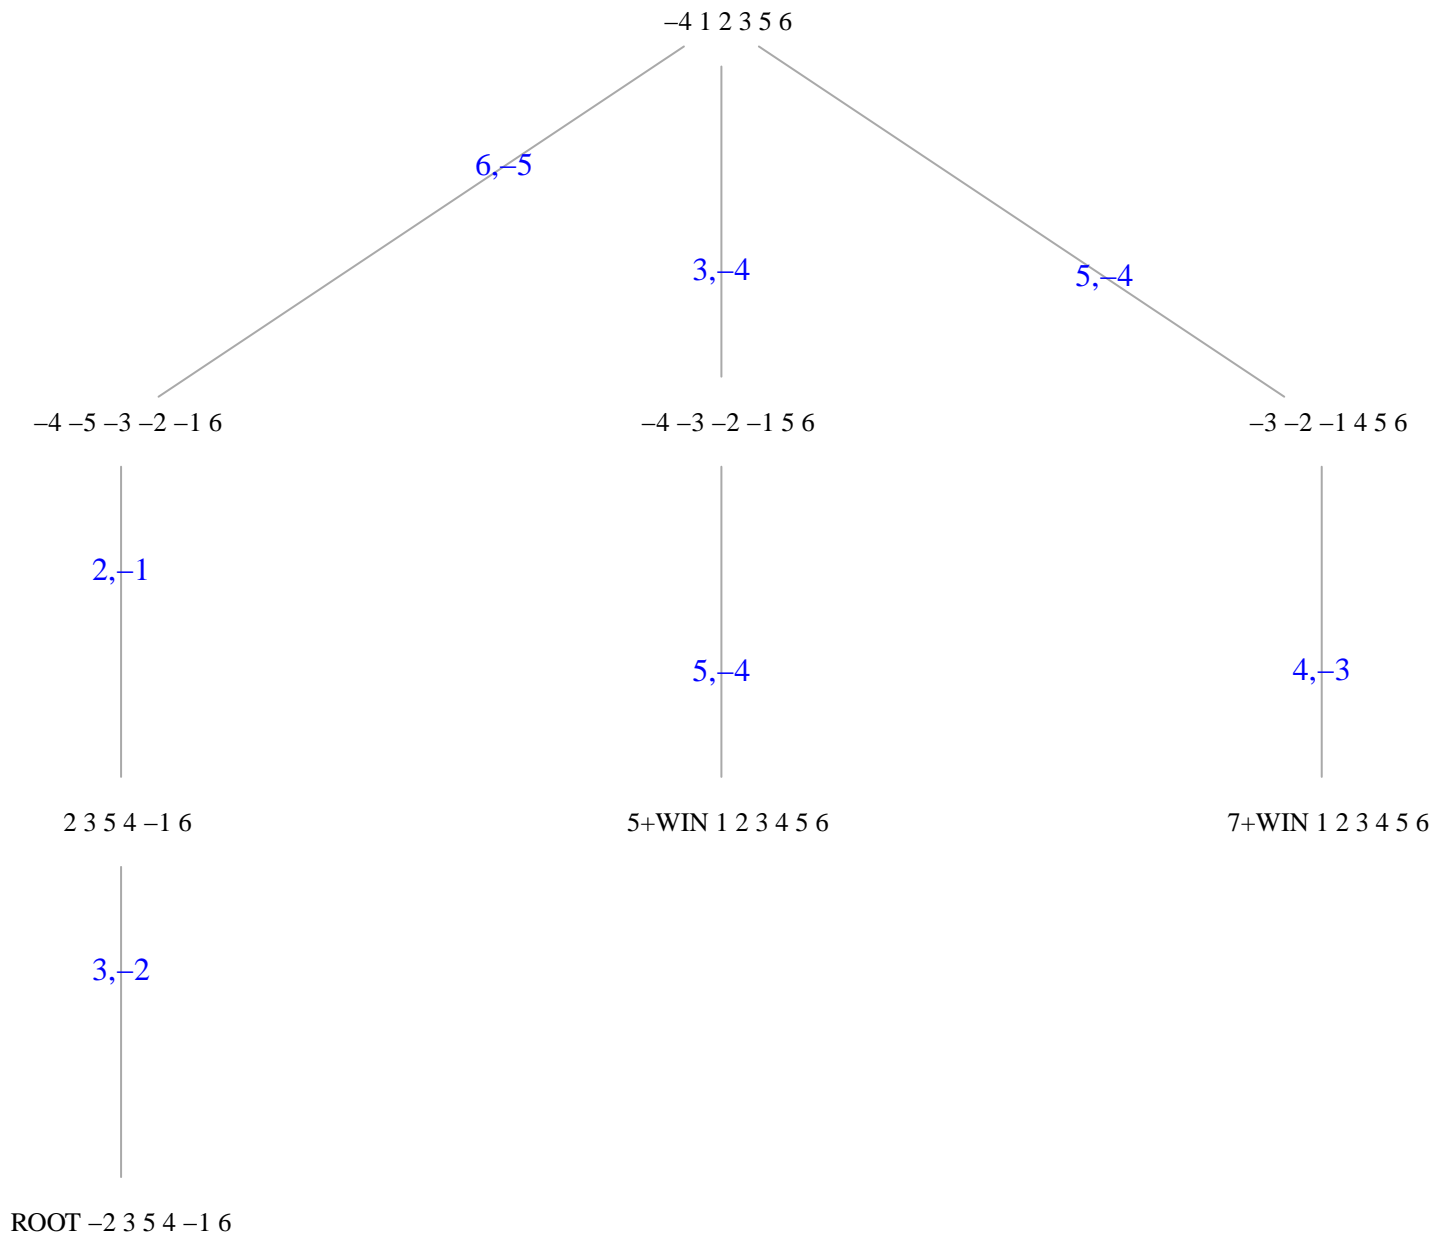 –4 1 2 3 5 6
6,–5
3,–4
5,–4
–4 –5 –3 –2 –1 6
–4 –3 –2 –1 5 6
–3 –2 –1 4 5 6
2,–1
5,–4
4,–3
2 3 5 4 –1 6
5+WIN 1 2 3 4 5 6
7+WIN 1 2 3 4 5 6
3,–2
ROOT –2 3 5 4 –1 6